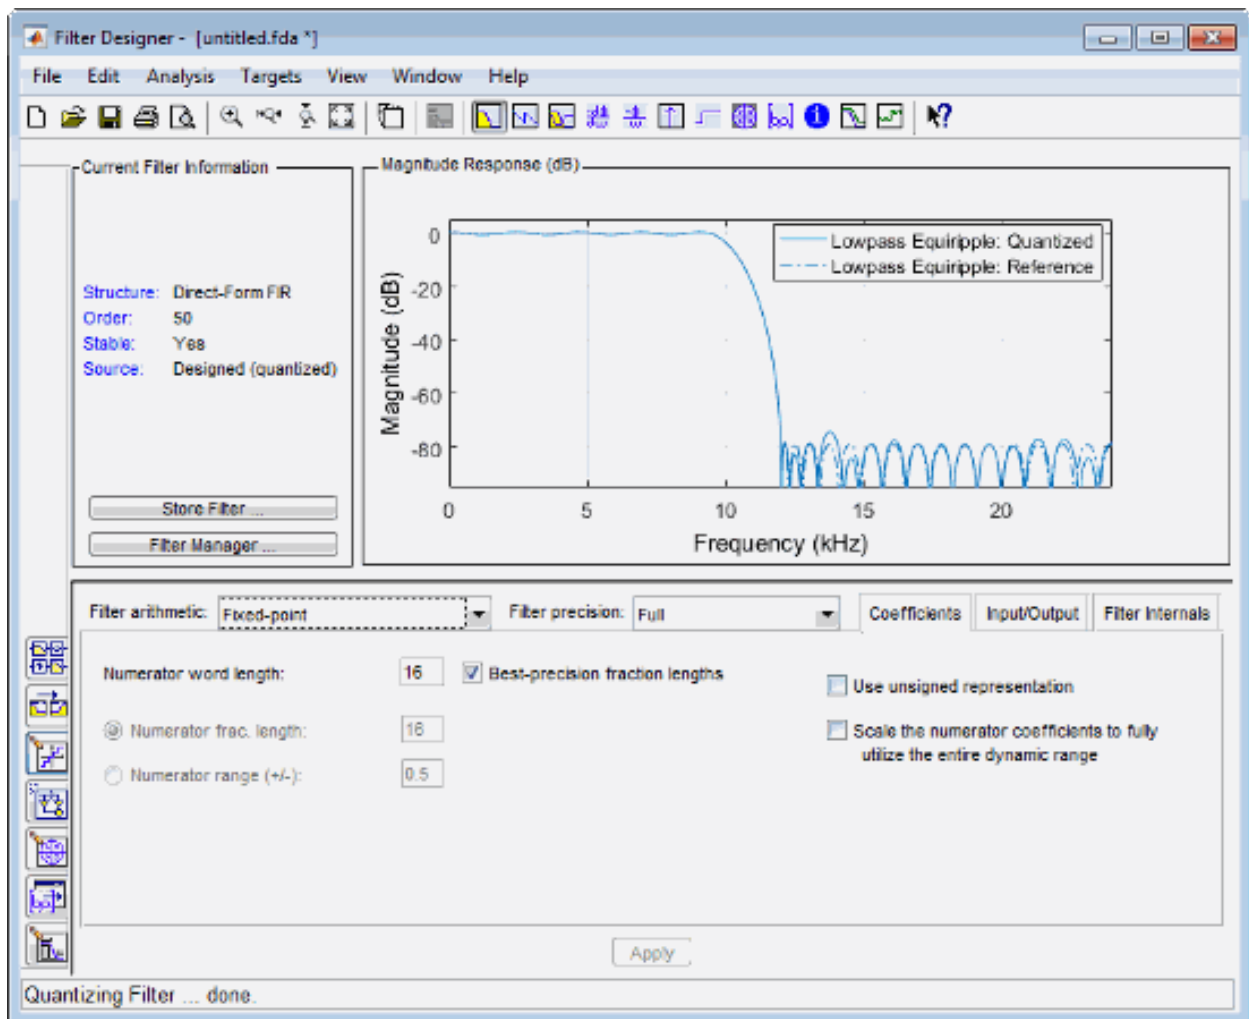 Filter Designer - [untitled.fda *]
File Edit Analysis Targets View Window Help
Current Filter Information
Structure: Direct-Form FIR
Order: 50
Stable: Yes
Source: Designed (quantized)
Store Filter ...
Filter Manager ...
Magnitude Response (dB)
Magnitude (dB)
0
-20
-40
-60
-80
Lowpass Equiripple: Quantized
Lowpass Equiripple: Reference
0 5 10 15 20
Frequency (kHz)
Filter arithmetic: Fixed-point Filter precision: Full Coefficients Input/Output Filter Internals
Numerator word length: 16 Best-precision fraction lengths
Numerator frac. length: 16
Numerator range (+/-): 0.5
Use unsigned representation
Scale the numerator coefficients to fully
utilize the entire dynamic range
Apply
Quantizing Filter ... done.